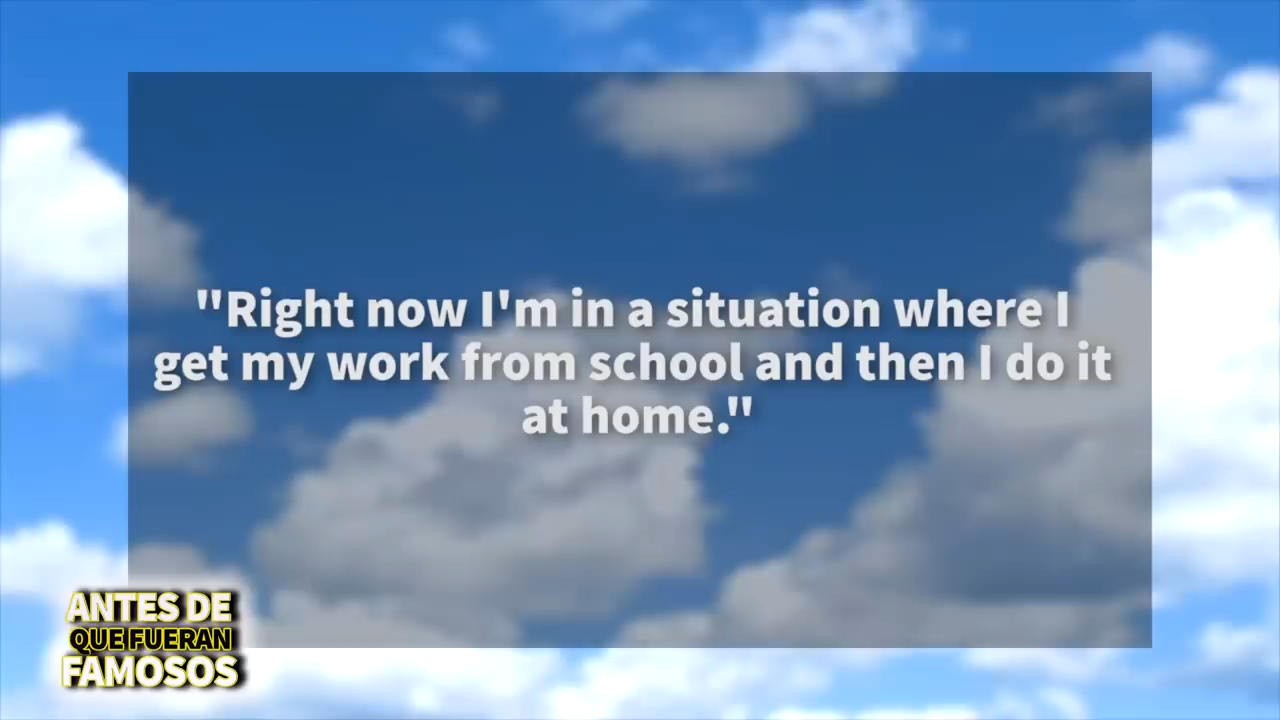 "Right now I'm in a situation where I
get my work from school and then I do it
at home."
ANTES DE
QUE FUERAN
FAMOSOS